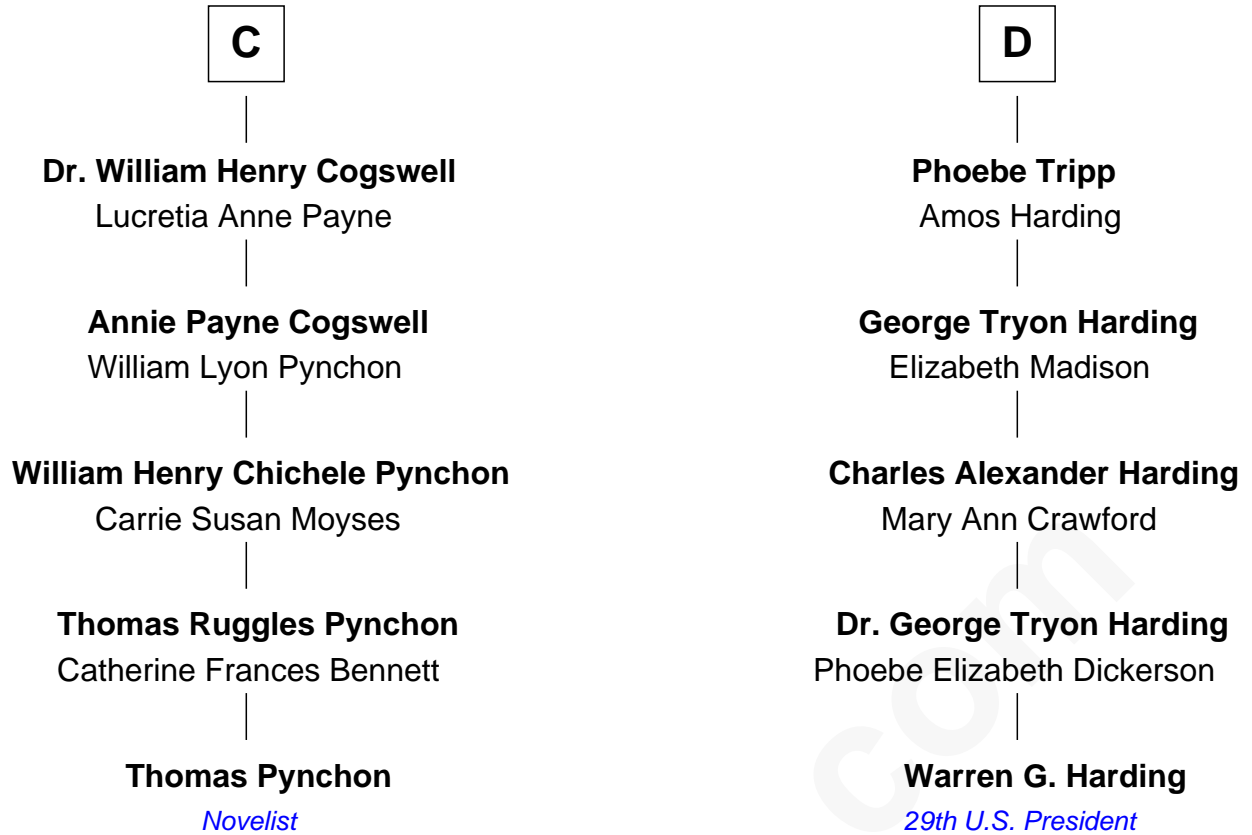 C
Dr. William Henry Cogswell
Lucretia Anne Payne
Annie Payne Cogswell
William Lyon Pynchon
William Henry Chichele Pynchon
Carrie Susan Moyses
Thomas Ruggles Pynchon
Catherine Frances Bennett
Thomas Pynchon
Novelist
D
Phoebe Tripp
Amos Harding
George Tryon Harding
Elizabeth Madison
Charles Alexander Harding
Mary Ann Crawford
Dr. George Tryon Harding
Phoebe Elizabeth Dickerson
Warren G. Harding
29th U.S. President
com